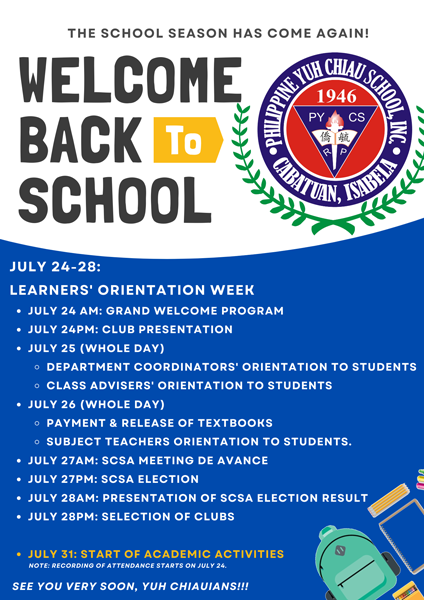 THE SCHOOL SEASON HAS COME AGAIN!
WELCOME
BACK To
SCHOOL
PHILIPPINE YUH CHIAU SCHOOL, INC.
1946
PY CS
僑 毓
R P
CABATUAN, ISABELA
JULY 24-28:
LEARNERS' ORIENTATION WEEK
• JULY 24 AM: GRAND WELCOME PROGRAM
• JULY 24PM: CLUB PRESENTATION
• JULY 25 (WHOLE DAY)
◦ DEPARTMENT COORDINATORS' ORIENTATION TO STUDENTS
◦ CLASS ADVISERS' ORIENTATION TO STUDENTS
• JULY 26 (WHOLE DAY)
◦ PAYMENT & RELEASE OF TEXTBOOKS
◦ SUBJECT TEACHERS ORIENTATION TO STUDENTS.
• JULY 27AM: SCSA MEETING DE AVANCE
• JULY 27PM: SCSA ELECTION
• JULY 28AM: PRESENTATION OF SCSA ELECTION RESULT
• JULY 28PM: SELECTION OF CLUBS
• JULY 31: START OF ACADEMIC ACTIVITIES
NOTE: RECORDING OF ATTENDANCE STARTS ON JULY 24.
SEE YOU VERY SOON, YUH CHIAUIANS!!!